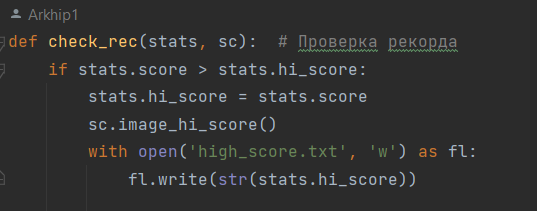 Arkhip1
def check_rec(stats, sc):  # Проверка рекорда
    if stats.score > stats.hi_score:
        stats.hi_score = stats.score
        sc.image_hi_score()
        with open('high_score.txt', 'w') as fl:
            fl.write(str(stats.hi_score))